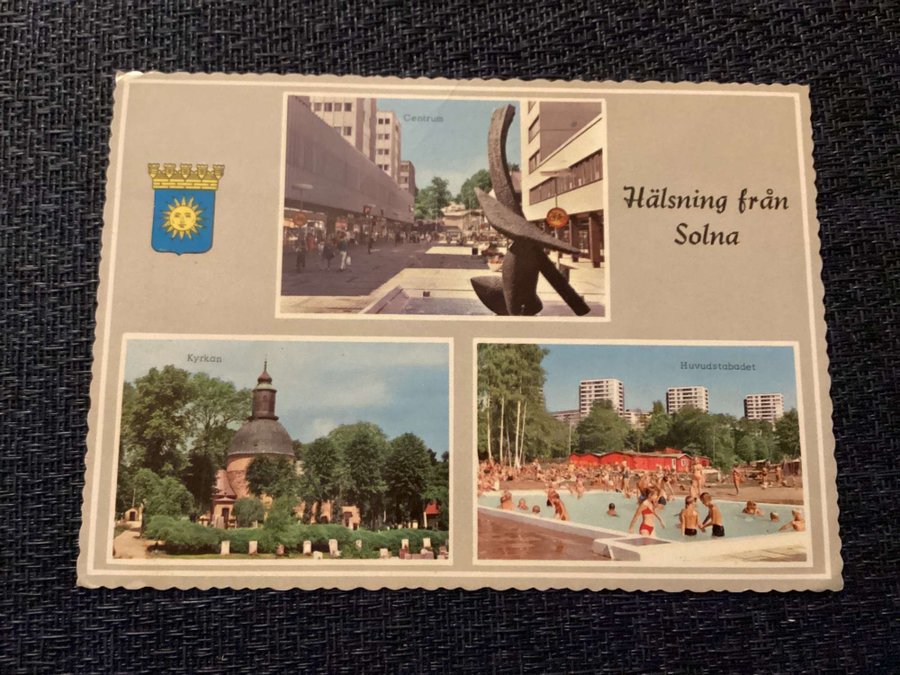 Centrum
Hälsning från
Solna
Kyrkan
Huvudstabadet